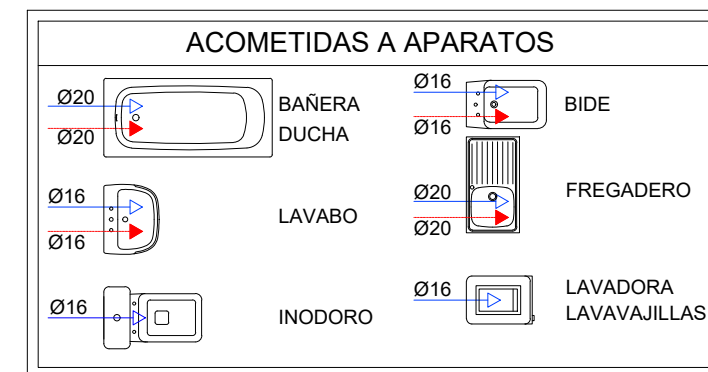 ACOMETIDAS A APARATOS
Ø20
Ø20
BAÑERA
DUCHA
Ø16
Ø16
BIDE
Ø16
Ø16
LAVABO
Ø20
Ø20
FREGADERO
Ø16
INODORO
Ø16
LAVADORA
LAVAVAJILLAS